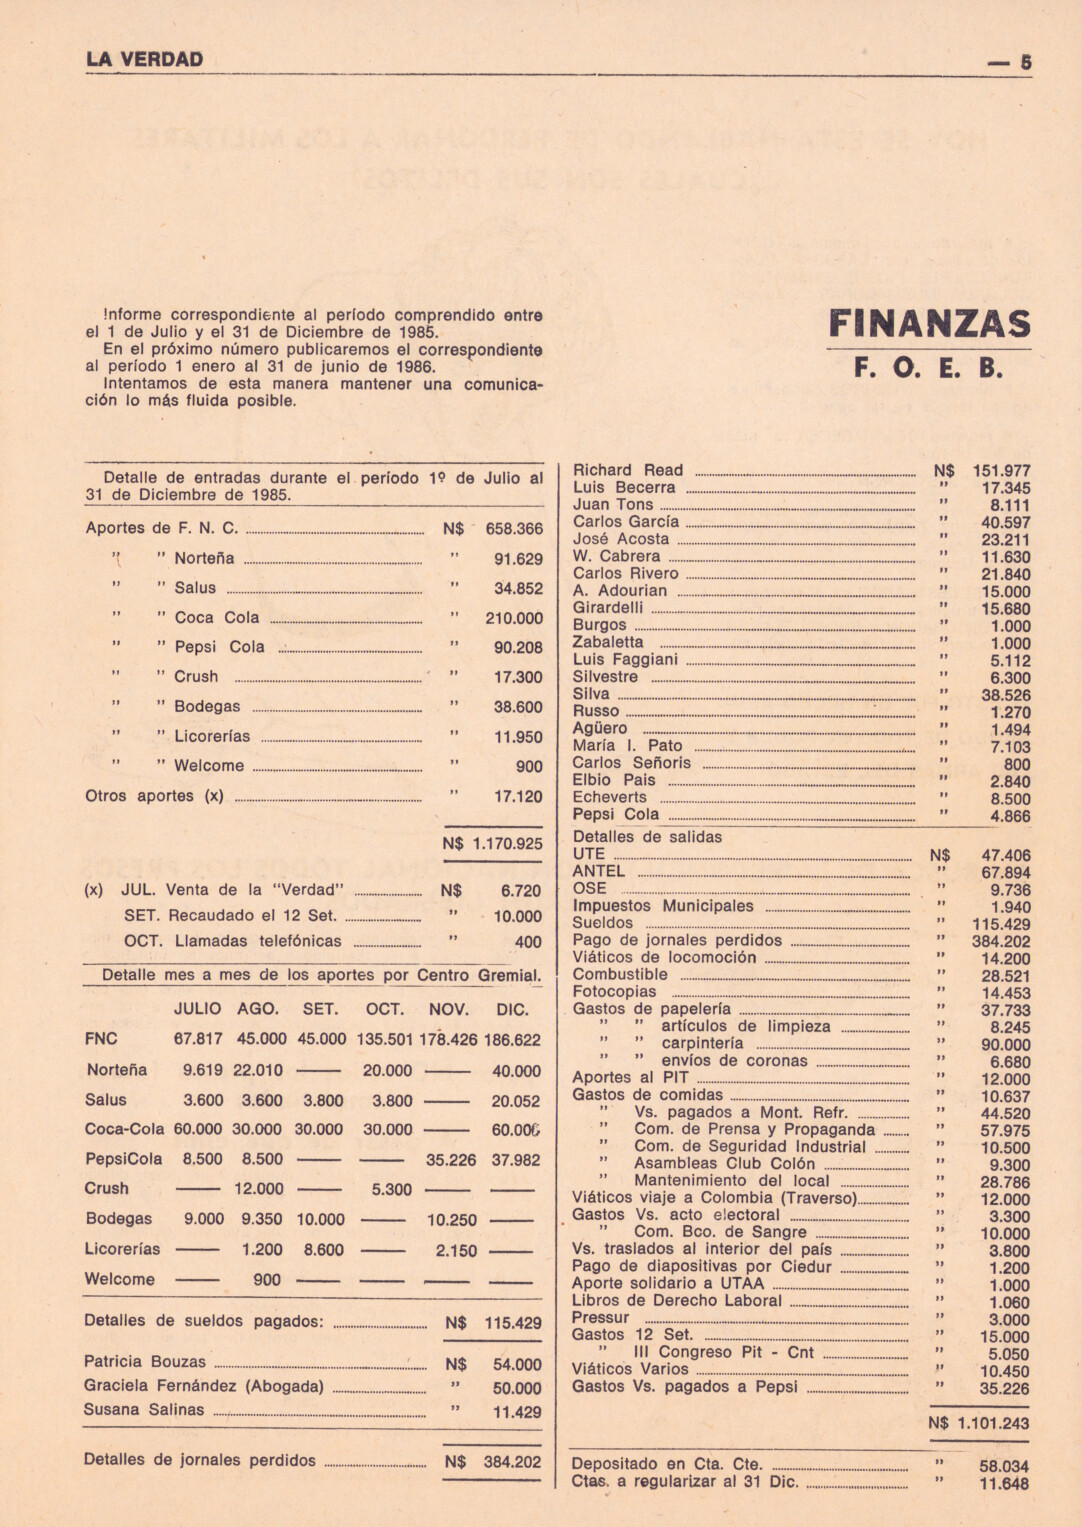 LA VERDAD — 5
Informe correspondiente al período comprendido entre
el 1 de Julio y el 31 de Diciembre de 1985.
En el próximo número publicaremos el correspondiente
al período 1 enero al 31 de junio de 1986.
Intentamos de esta manera mantener una comunica-
ción lo más fluida posible.
FINANZAS
F. O. E. B.
Detalle de entradas durante el período 1º de Julio al
31 de Diciembre de 1985.
Aportes de F. N. C. ........ N$ 658.366
" " Norteña ........ " 91.629
" " Salus ........ " 34.852
" " Coca Cola ........ " 210.000
" " Pepsi Cola ........ " 90.208
" " Crush ........ " 17.300
" " Bodegas ........ " 38.600
" " Licorerías ........ " 11.950
" " Welcome ........ " 900
Otros aportes (x) ........ " 17.120
N$ 1.170.925
(x) JUL. Venta de la "Verdad" ........ N$ 6.720
SET. Recaudado el 12 Set. ........ " 10.000
OCT. Llamadas telefónicas ........ " 400
Detalle mes a mes de los aportes por Centro Gremial.
JULIO AGO. SET. OCT. NOV. DIC.
FNC 67.817 45.000 45.000 135.501 178.426 186.622
Norteña 9.619 22.010 —— 20.000 —— 40.000
Salus 3.600 3.600 3.800 3.800 —— 20.052
Coca-Cola 60.000 30.000 30.000 30.000 —— 60.000
PepsiCola 8.500 8.500 —— —— 35.226 37.982
Crush —— 12.000 —— 5.300 —— ——
Bodegas 9.000 9.350 10.000 —— 10.250 ——
Licorerías —— 1.200 8.600 —— 2.150 ——
Welcome —— 900 —— —— —— ——
Detalles de sueldos pagados: ........ N$ 115.429
Patricia Bouzas ........ N$ 54.000
Graciela Fernández (Abogada) ........ " 50.000
Susana Salinas ........ " 11.429
Detalles de jornales perdidos ........ N$ 384.202
Richard Read ........ N$ 151.977
Luis Becerra ........ " 17.345
Juan Tons ........ " 8.111
Carlos García ........ " 40.597
José Acosta ........ " 23.211
W. Cabrera ........ " 11.630
Carlos Rivero ........ " 21.840
A. Adourian ........ " 15.000
Girardelli ........ " 15.680
Burgos ........ " 1.000
Zabaletta ........ " 1.000
Luis Faggiani ........ " 5.112
Silvestre ........ " 6.300
Silva ........ " 38.526
Russo ........ " 1.270
Agüero ........ " 1.494
María I. Pato ........ " 7.103
Carlos Señoris ........ " 800
Elbio Pais ........ " 2.840
Echeverts ........ " 8.500
Pepsi Cola ........ " 4.866
Detalles de salidas
UTE ........ N$ 47.406
ANTEL ........ " 67.894
OSE ........ " 9.736
Impuestos Municipales ........ " 1.940
Sueldos ........ " 115.429
Pago de jornales perdidos ........ " 384.202
Viáticos de locomoción ........ " 14.200
Combustible ........ " 28.521
Fotocopias ........ " 14.453
Gastos de papelería ........ " 37.733
" " artículos de limpieza ........ " 8.245
" " carpintería ........ " 90.000
" " envíos de coronas ........ " 6.680
Aportes al PIT ........ " 12.000
Gastos de comidas ........ " 10.637
" Vs. pagados a Mont. Refr. ........ " 44.520
" Com. de Prensa y Propaganda ........ " 57.975
" Com. de Seguridad Industrial ........ " 10.500
" Asambleas Club Colón ........ " 9.300
" Mantenimiento del local ........ " 28.786
Viáticos viaje a Colombia (Traverso) ........ " 12.000
Gastos Vs. acto electoral ........ " 3.300
" Com. Bco. de Sangre ........ " 10.000
Vs. traslados al interior del país ........ " 3.800
Pago de diapositivas por Ciedur ........ " 1.200
Aporte solidario a UTAA ........ " 1.000
Libros de Derecho Laboral ........ " 1.060
Pressur ........ " 3.000
Gastos 12 Set. ........ " 15.000
" III Congreso Pit - Cnt ........ " 5.050
Viáticos Varios ........ " 10.450
Gastos Vs. pagados a Pepsi ........ " 35.226
N$ 1.101.243
Depositado en Cta. Cte. ........ " 58.034
Ctas. a regularizar al 31 Dic. ........ " 11.648